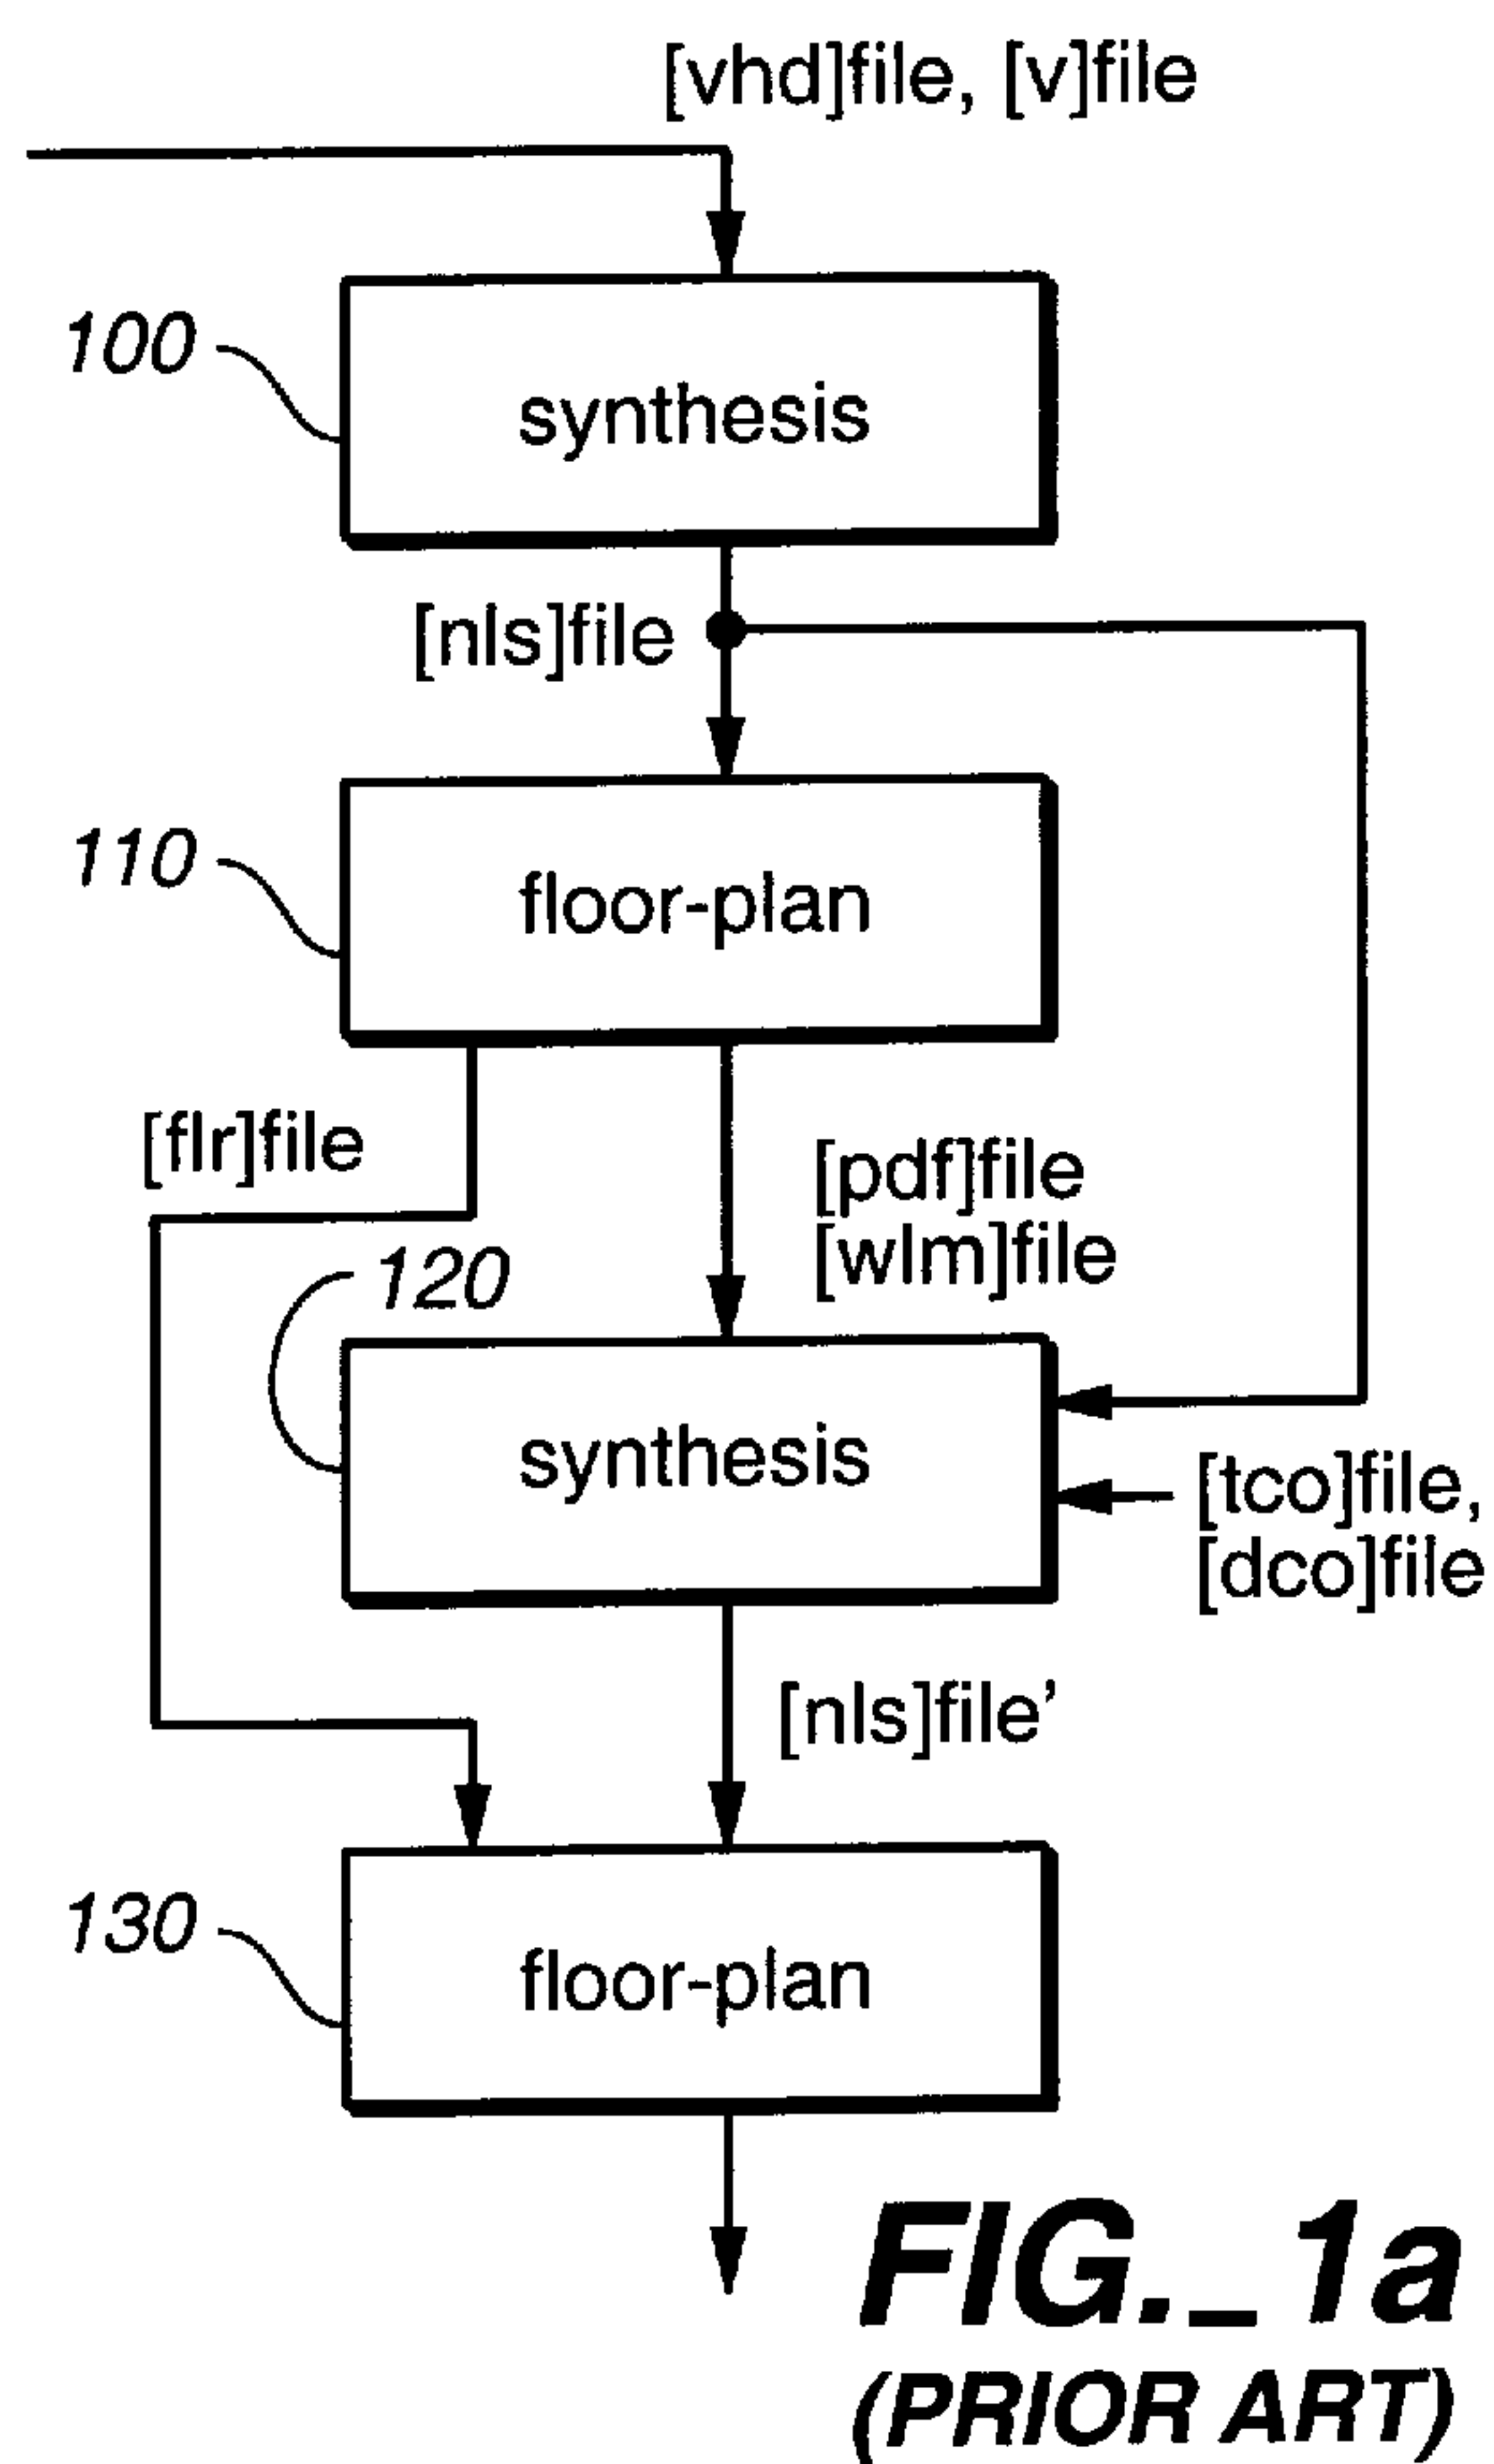 [vhd]file, [v]file
100
synthesis
[nls]file
110
floor-plan
[flr]file
[pdf]file
[wlm]file
120
synthesis
[tco]file,
[dco]file
[nls]file'
130
floor-plan
FIG._1a
(PRIOR ART)